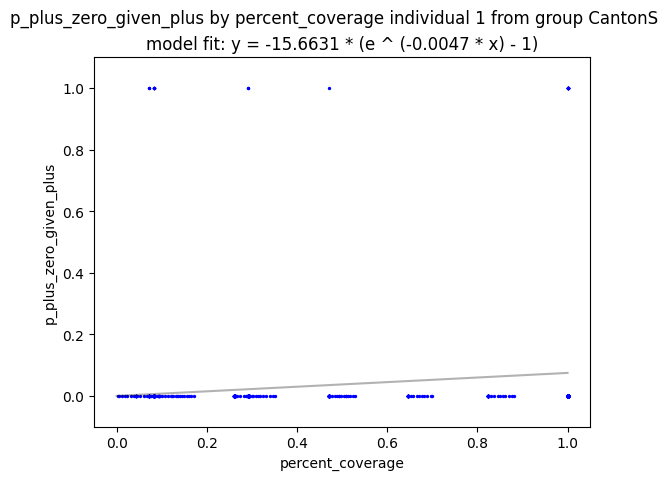 p_plus_zero_given_plus by percent_coverage individual 1 from group CantonS
model fit: y = -15.6631 * (e ^ (-0.0047 * x) - 1)
1.0
0.8
0.6
0.4
0.2
0.0
p_plus_zero_given_plus
0.0 0.2 0.4 0.6 0.8 1.0
percent_coverage